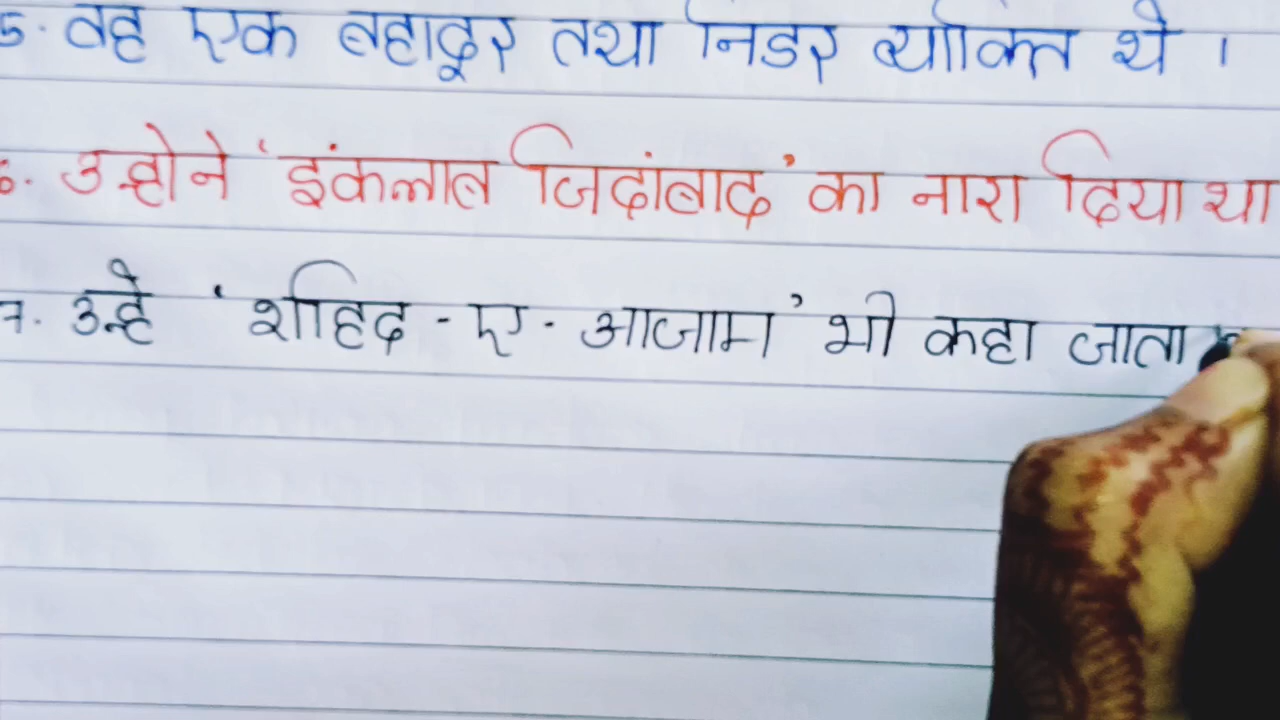 5. वह एक बहादूर तथा निडर व्यक्ति थे ।
6. उन्होने 'इंकलाब जिदांबाद' का नारा दिया था
7. उन्हे 'शहिद - ए - आजाम' भी कहा जाता